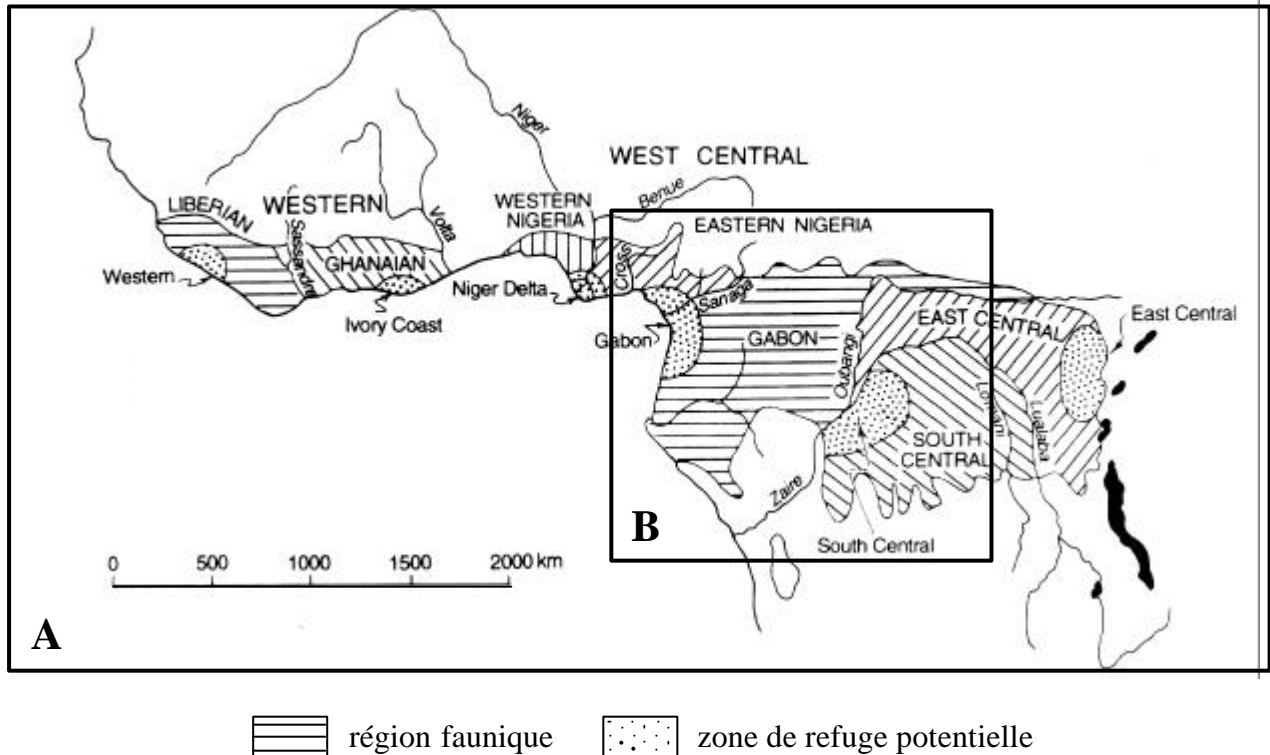 Niger
WEST CENTRAL
Benue
LIBERIAN
WESTERN
WESTERN
NIGERIA
Sassandra
Volta
EASTERN NIGERIA
GHANAIAN
Cross
Western
Niger Delta
Sanaga
Ivory Coast
EAST CENTRAL
East Central
Gabon
GABON
Oubangi
Lomani
Lualaba
SOUTH
CENTRAL
Zaire
B
South Central
0 500 1000 1500 2000 km
A
région faunique
zone de refuge potentielle